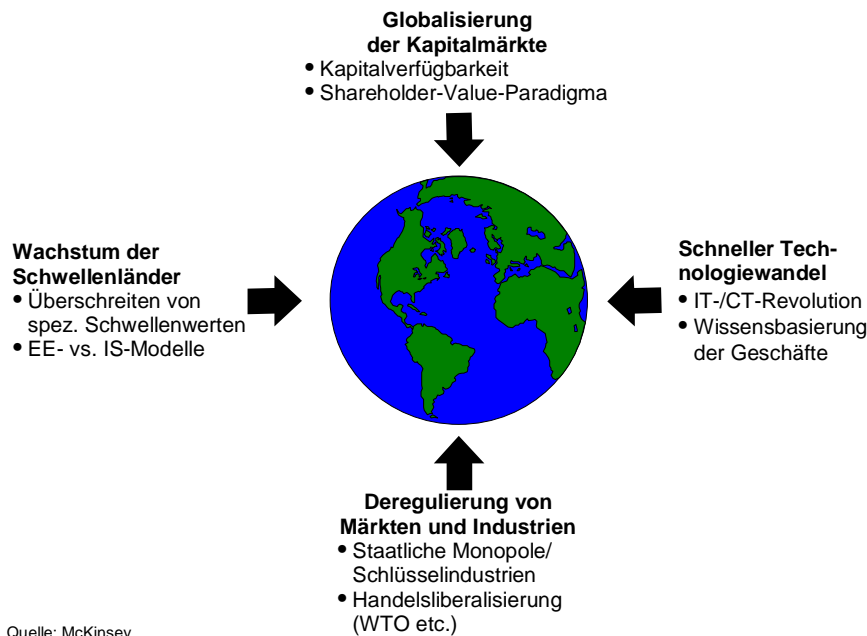 Globalisierung
der Kapitalmärkte
• Kapitalverfügbarkeit
• Shareholder-Value-Paradigma
Wachstum der
Schwellenländer
• Überschreiten von
spez. Schwellenwerten
• EE- vs. IS-Modelle
Schneller Tech-
nologiewandel
• IT-/CT-Revolution
• Wissensbasierung
der Geschäfte
Deregulierung von
Märkten und Industrien
• Staatliche Monopole/
Schlüsselindustrien
• Handelsliberalisierung
(WTO etc.)
Quelle: McKinsey